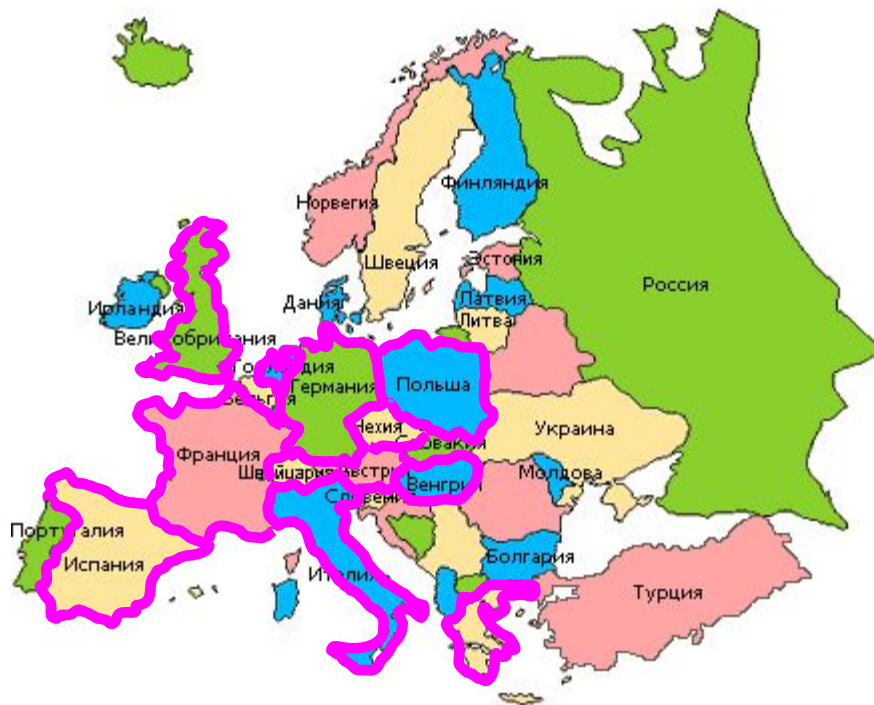 Норвегия
Финляндия
Швеция
Эстония
Россия
Ирландия
Дания
Латвия
Литва
Великобритания
Голландия
Германия
Польша
Бельгия
Чехия
Украина
Франция
Словакия
Швейцария
Австрия
Молдова
Венгрия
Словения
Португалия
Испания
Болгария
Италия
Турция